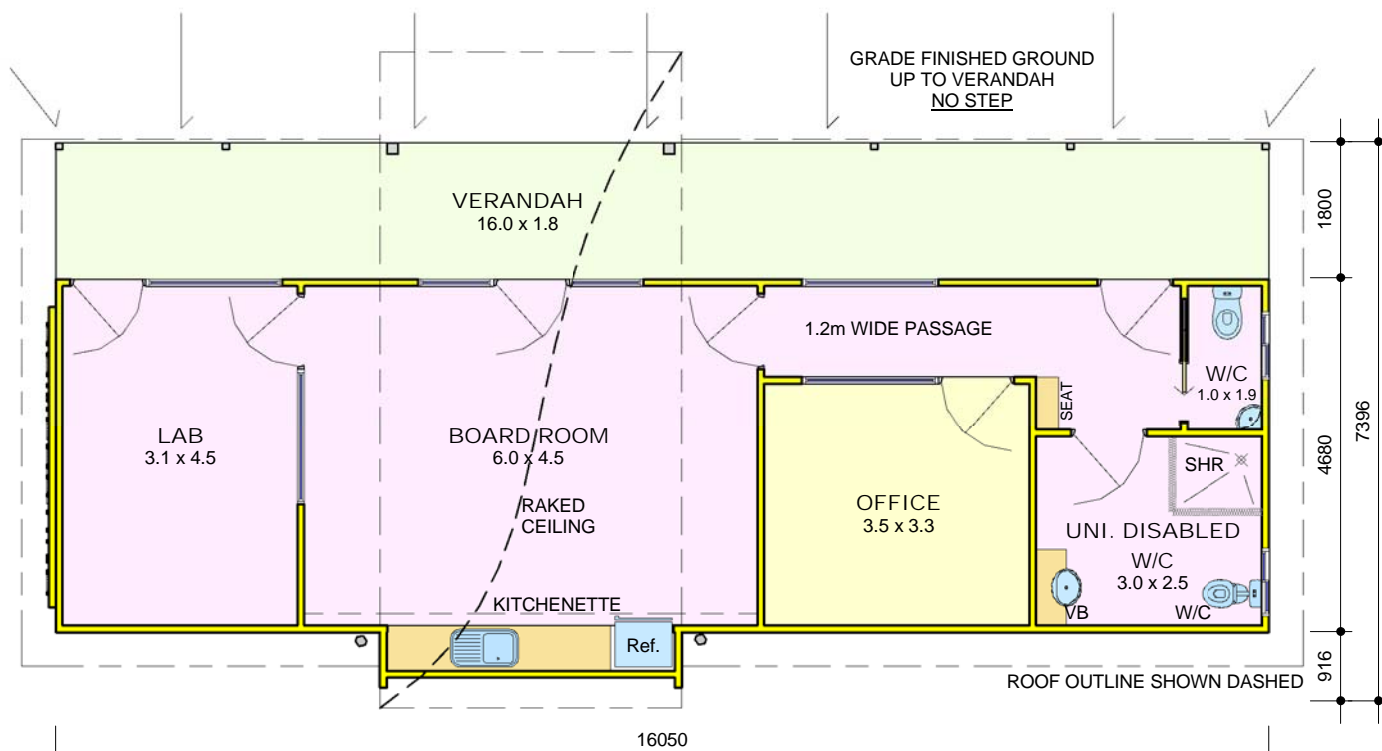 GRADE FINISHED GROUND
UP TO VERANDAH
NO STEP
VERANDAH
16.0 x 1.8
1800
1.2m WIDE PASSAGE
W/C
1.0 x 1.9
SEAT
LAB
3.1 x 4.5
BOARD ROOM
6.0 x 4.5
RAKED
CEILING
OFFICE
3.5 x 3.3
SHR
UNI. DISABLED
W/C
3.0 x 2.5
VB
W/C
4680
7396
KITCHENETTE
Ref.
916
ROOF OUTLINE SHOWN DASHED
16050